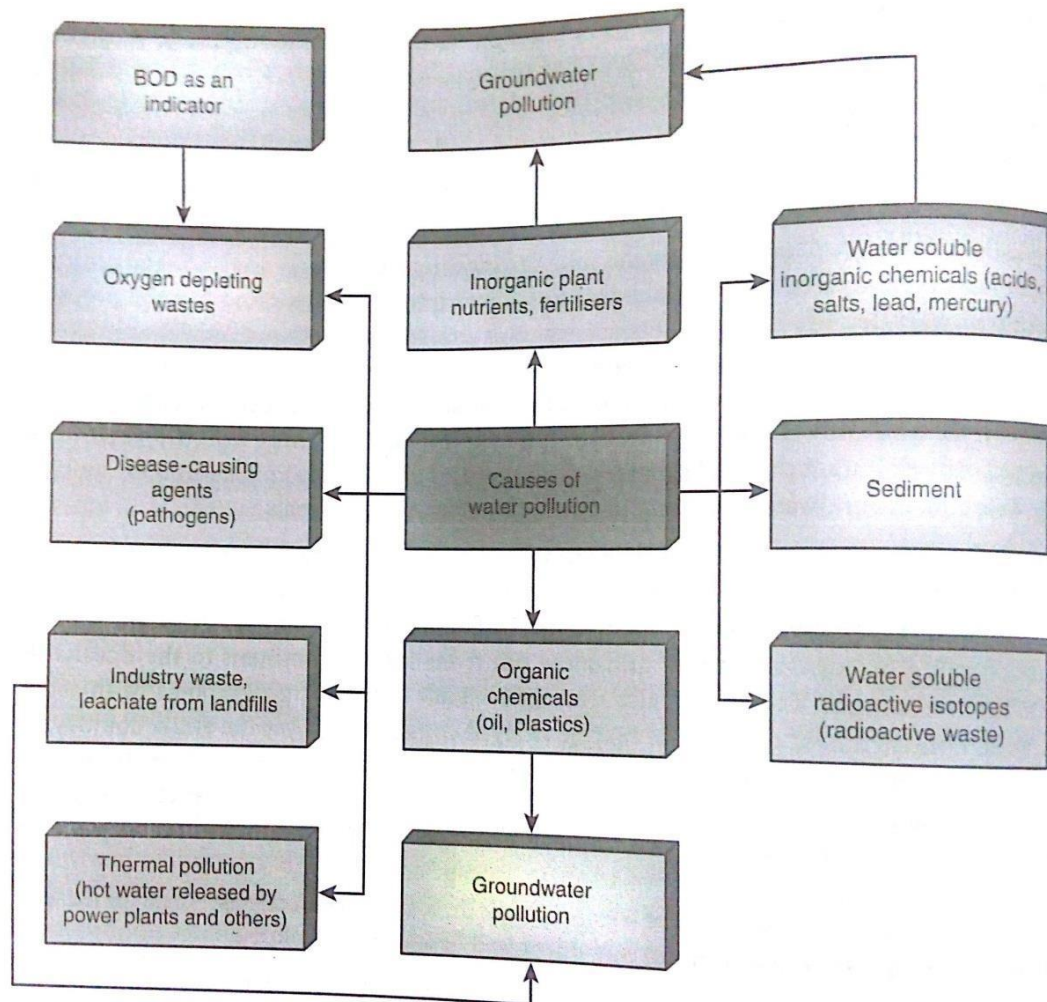 BOD as an
indicator
Groundwater
pollution
Oxygen depleting
wastes
Inorganic plant
nutrients, fertilisers
Water soluble
inorganic chemicals (acids,
salts, lead, mercury)
Disease-causing
agents
(pathogens)
Causes of
water pollution
Sediment
Industry waste,
leachate from landfills
Organic
chemicals
(oil, plastics)
Water soluble
radioactive isotopes
(radioactive waste)
Thermal pollution
(hot water released by
power plants and others)
Groundwater
pollution